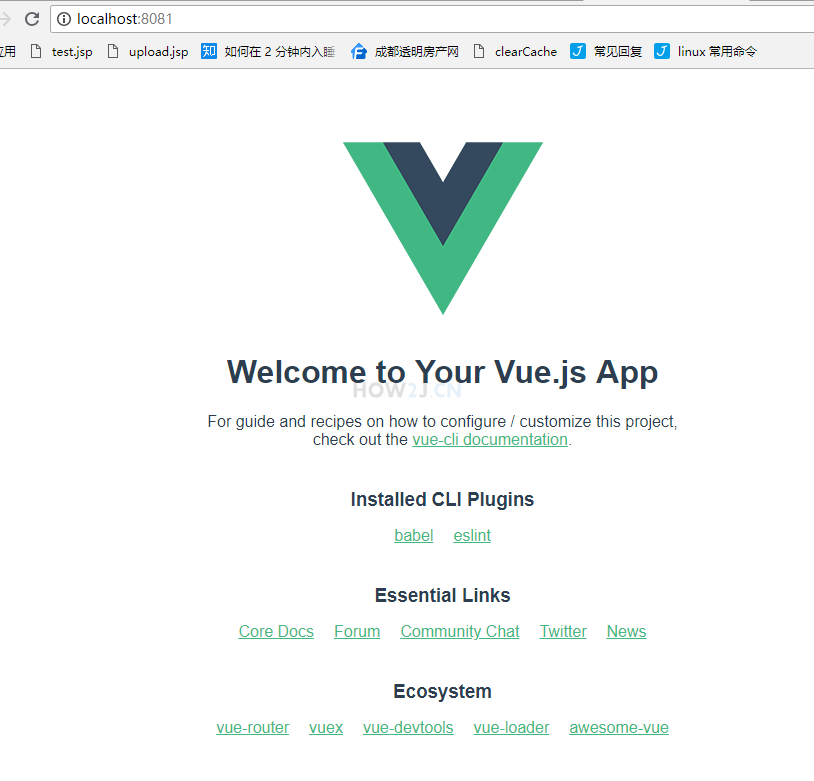 localhost:8081
应用 test.jsp upload.jsp 知 如何在 2 分钟内入睡 成都透明房产网 clearCache J 常见回复 J linux 常用命令
Welcome to Your Vue.js App
HOW2J.CN
For guide and recipes on how to configure / customize this project,
check out the vue-cli documentation.
Installed CLI Plugins
babel eslint
Essential Links
Core Docs Forum Community Chat Twitter News
Ecosystem
vue-router vuex vue-devtools vue-loader awesome-vue